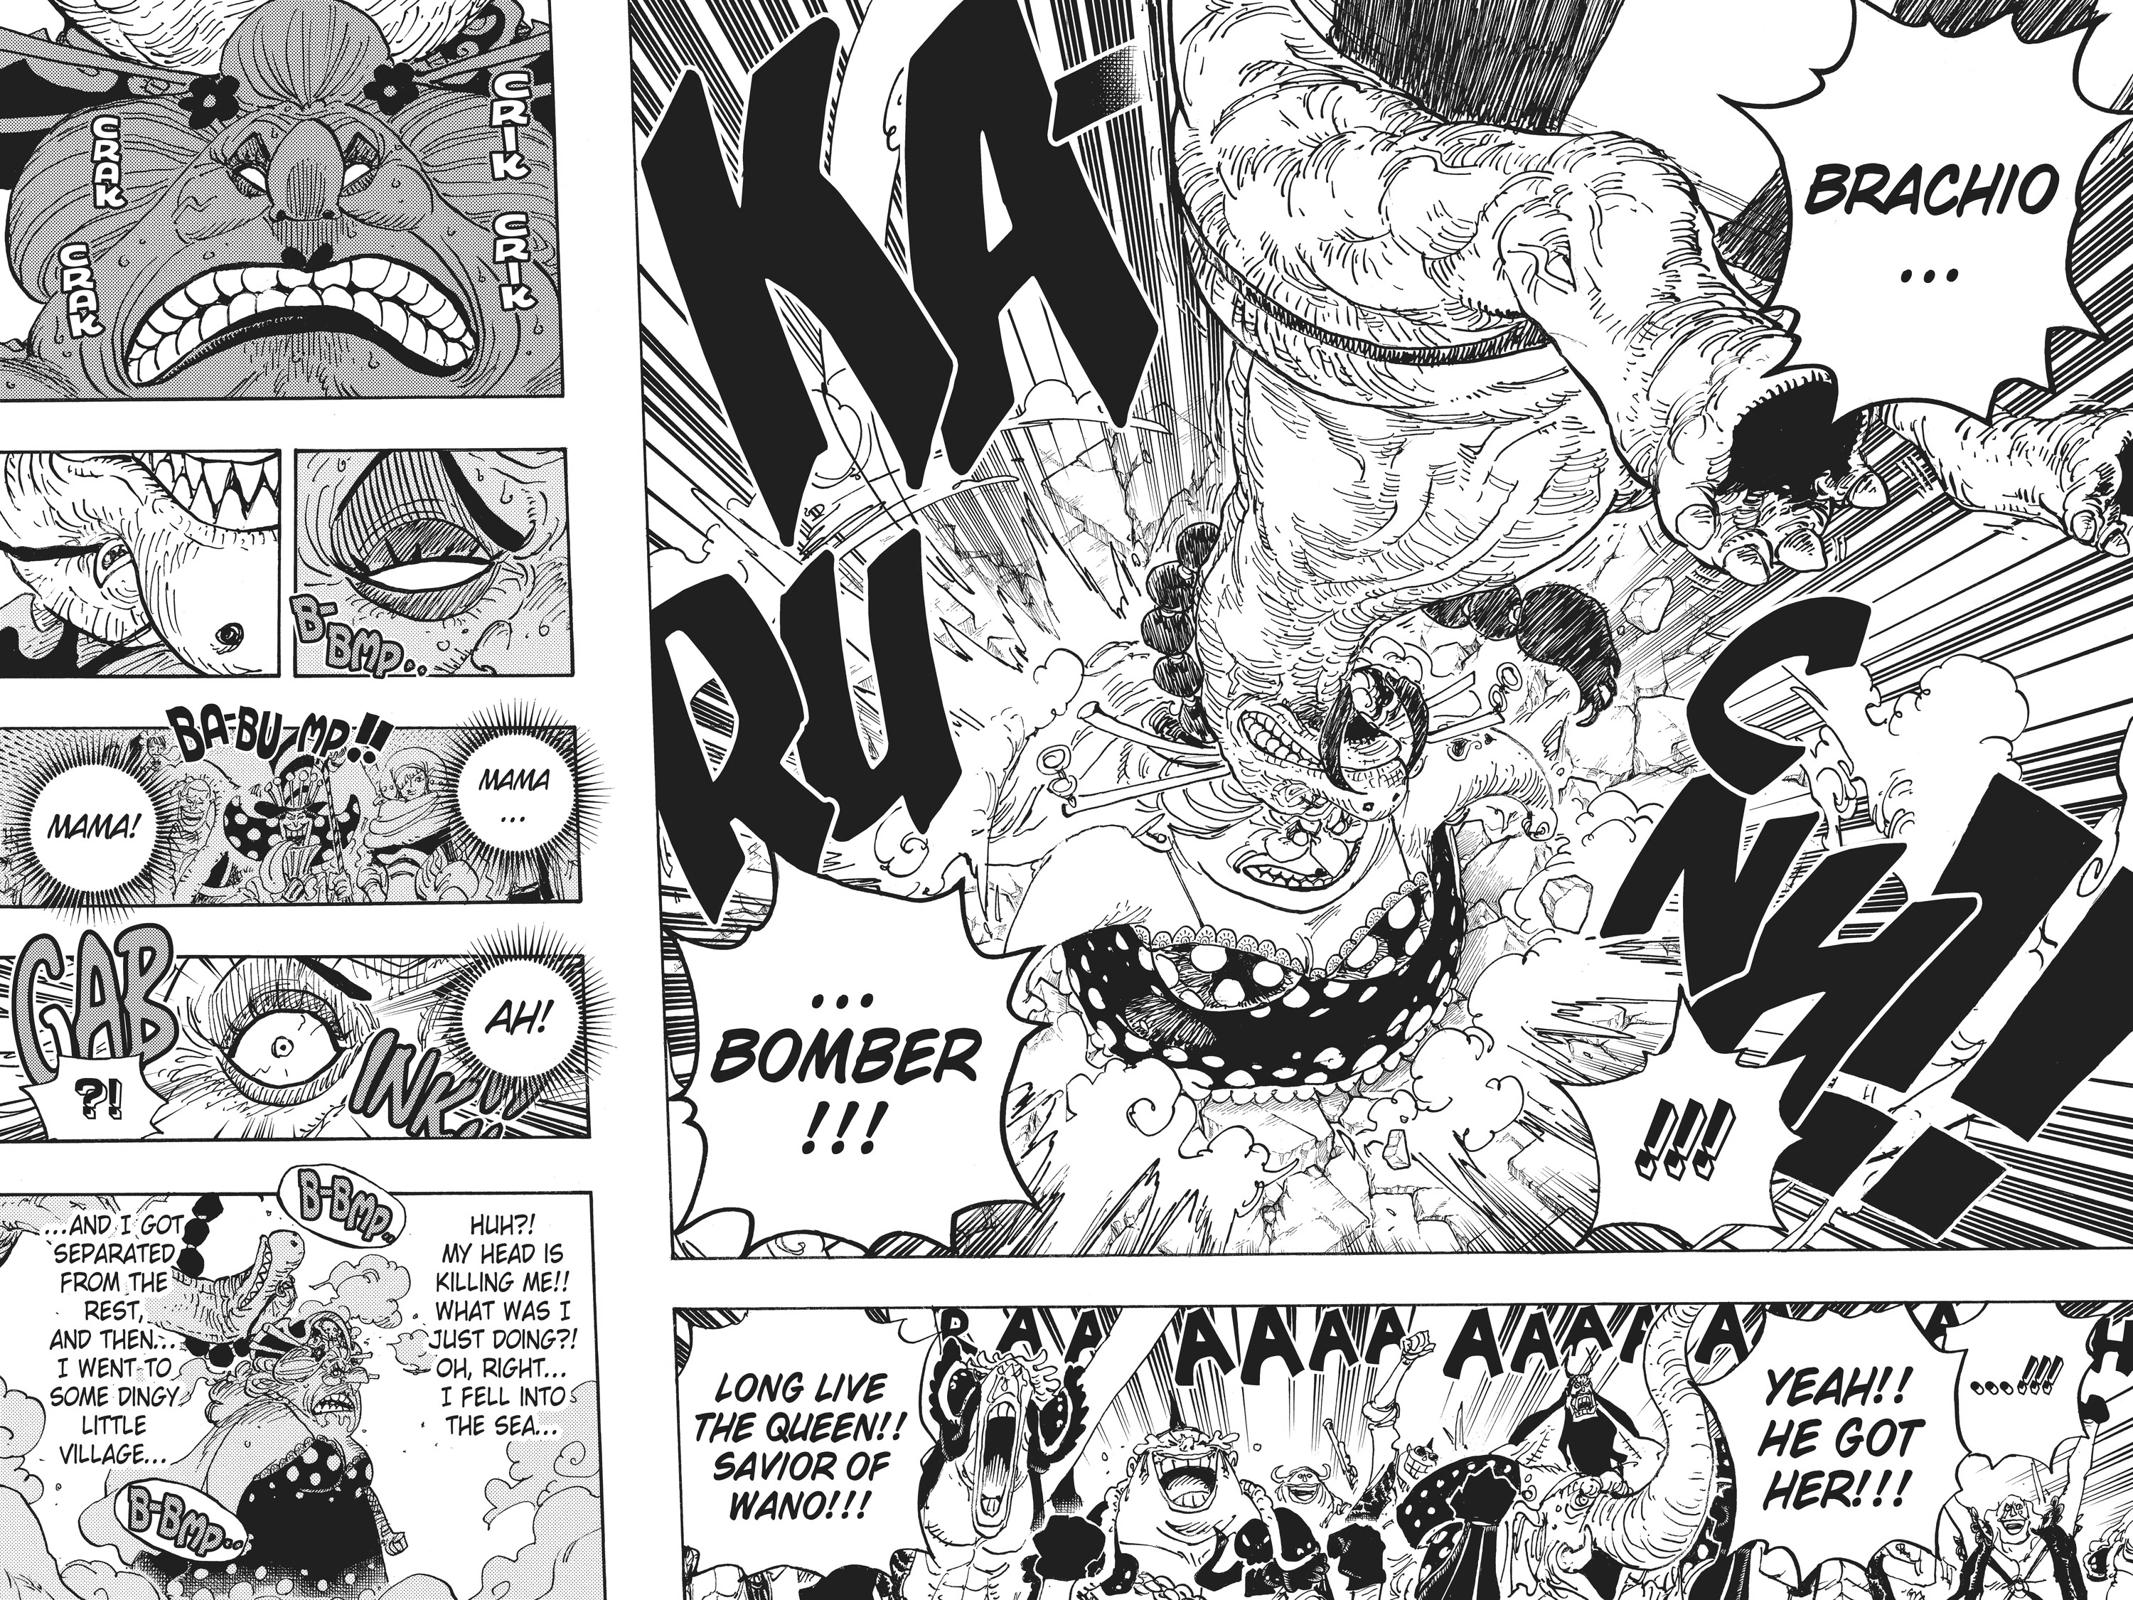 BRACHIO
...
KA-
RU
CNH!!
...
BOMBER
!!!
!!!
...!!!
YEAH!!
HE GOT
HER!!!
RAAAAAAAAAAAAH
LONG LIVE
THE QUEEN!!
SAVIOR OF
WANO!!!
CRIK
CRIK
CRAK
CRAK
B-BMP..
BA-BUMP!!
MAMA
...
MAMA!
AH!
GAB
INK!!
?!
B-BMP..
HUH?!
MY HEAD IS
KILLING ME!!
WHAT WAS I
JUST DOING?!
OH, RIGHT...
I FELL INTO
THE SEA...
...AND I GOT
SEPARATED
FROM THE
REST,
AND THEN...
I WENT TO
SOME DINGY
LITTLE
VILLAGE...
B-BMP..